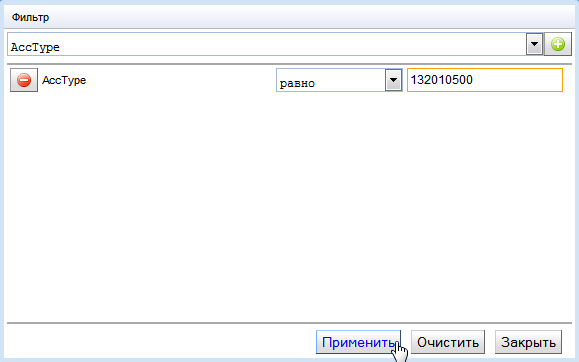 Фильтр
AccType
AccType равно 132010500
Применить Очистить Закрыть